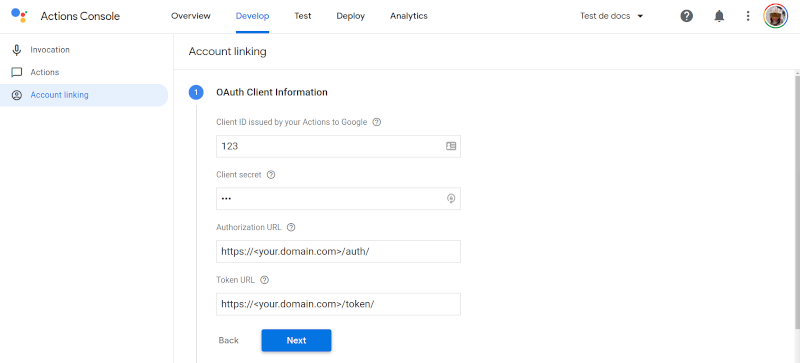 Actions Console
Overview
Develop
Test
Deploy
Analytics
Test de docs
Invocation
Actions
Account linking
Account linking
1
OAuth Client Information
Client ID issued by your Actions to Google
123
Client secret
•••
Authorization URL
https://<your.domain.com>/auth/
Token URL
https://<your.domain.com>/token/
Back
Next